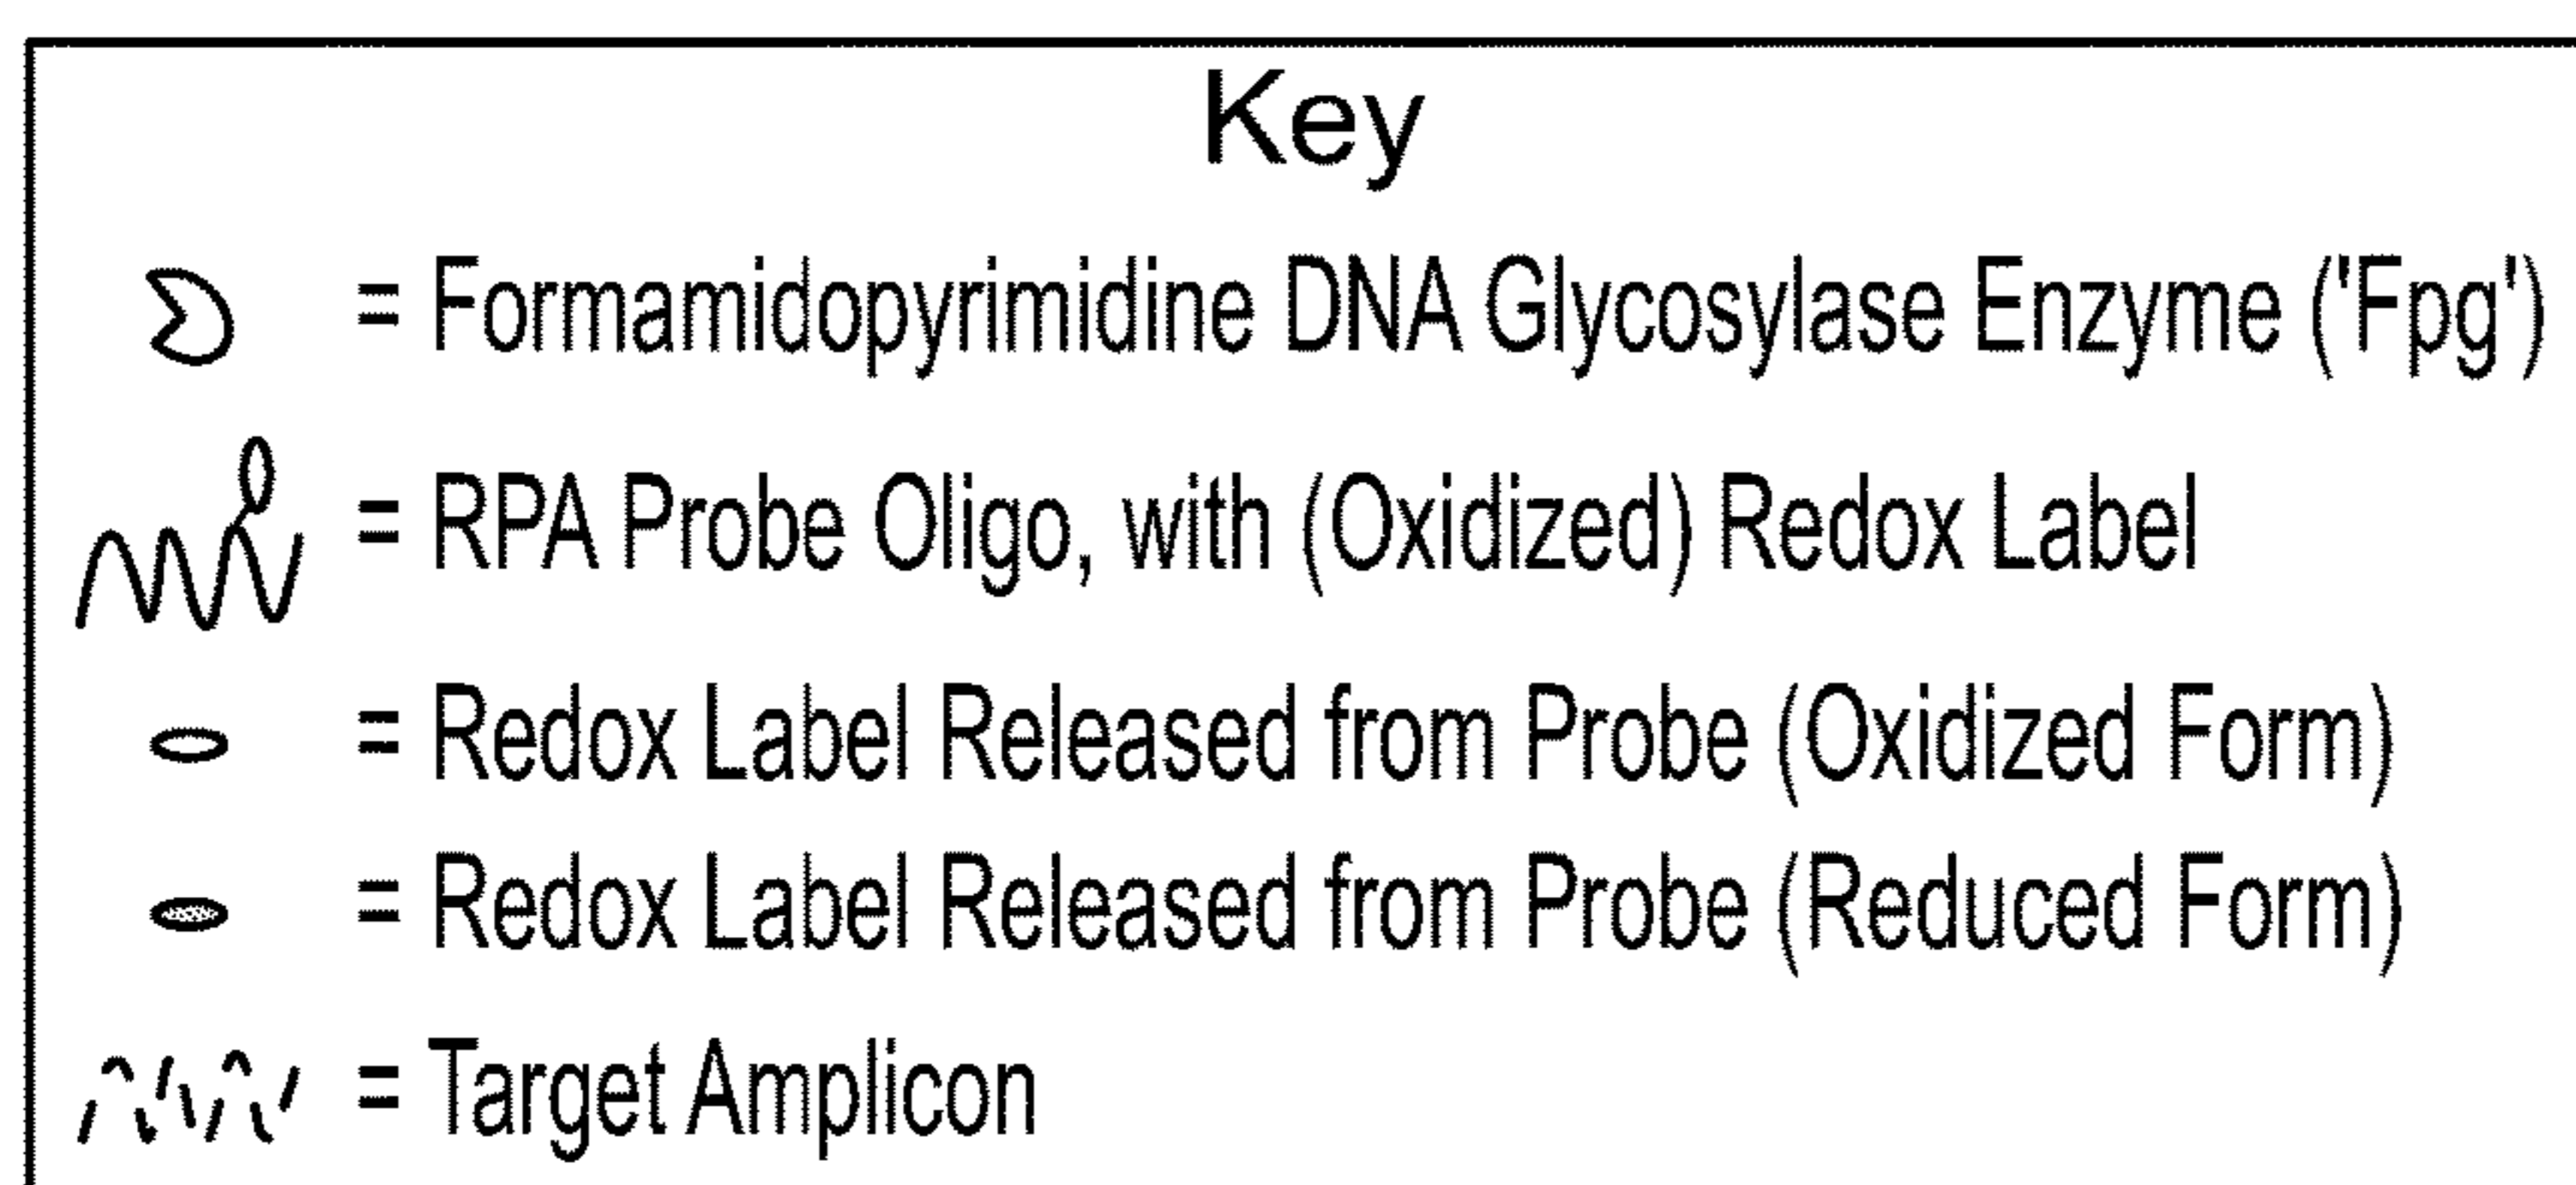 Key
= Formamidopyrimidine DNA Glycosylase Enzyme ('Fpg')
= RPA Probe Oligo, with (Oxidized) Redox Label
= Redox Label Released from Probe (Oxidized Form)
= Redox Label Released from Probe (Reduced Form)
= Target Amplicon